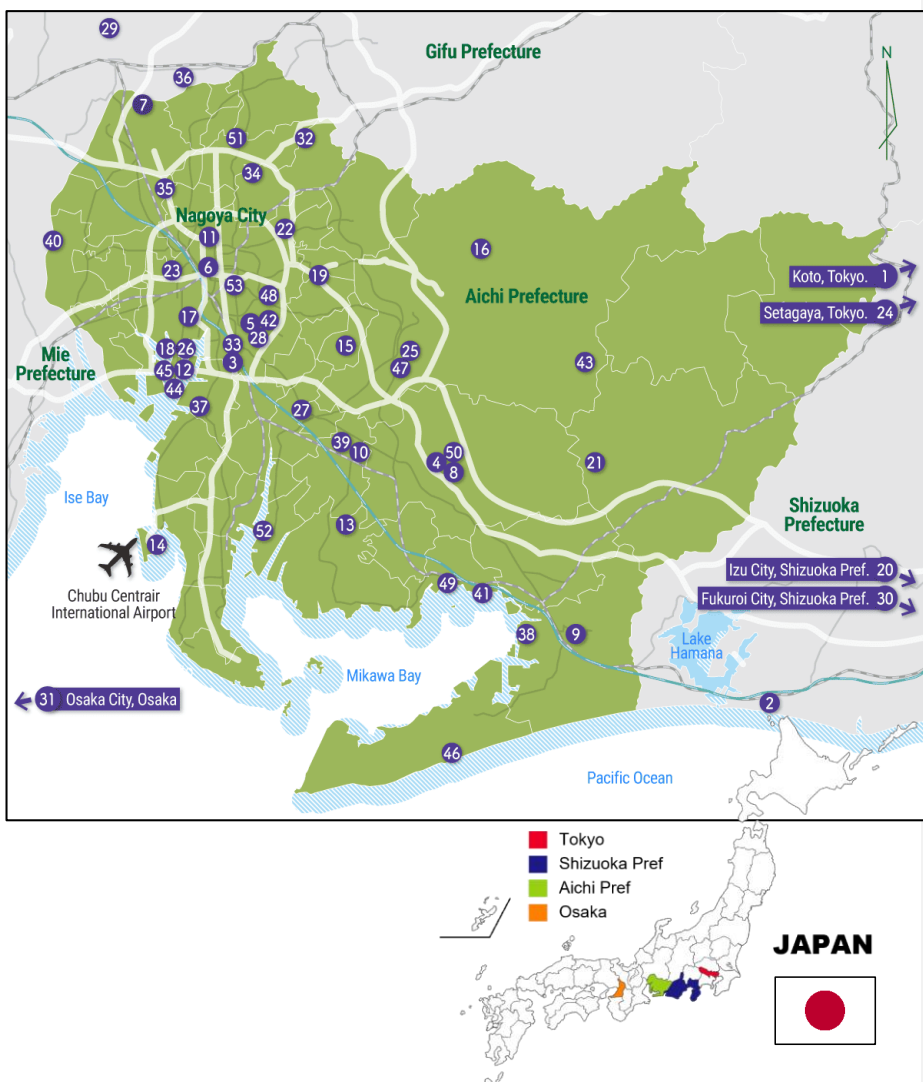 29
Gifu Prefecture
N
36
7
51
32
34
35
Nagoya City
22
11
40
16
6
23
19
Koto, Tokyo. 1
53
48
Aichi Prefecture
Setagaya, Tokyo. 24
17
5
42
28
33
15
25
18
26
Mie
Prefecture
3
43
47
45
12
44
37
27
39
10
50
4
8
21
Ise Bay
Shizuoka
Prefecture
13
52
14
Chubu Centrair
International Airport
Izu City, Shizuoka Pref. 20
49
41
Fukuroi City, Shizuoka Pref. 30
38
9
Lake
Hamana
Mikawa Bay
31 Osaka City, Osaka
2
46
Pacific Ocean
Tokyo
Shizuoka Pref
Aichi Pref
Osaka
JAPAN